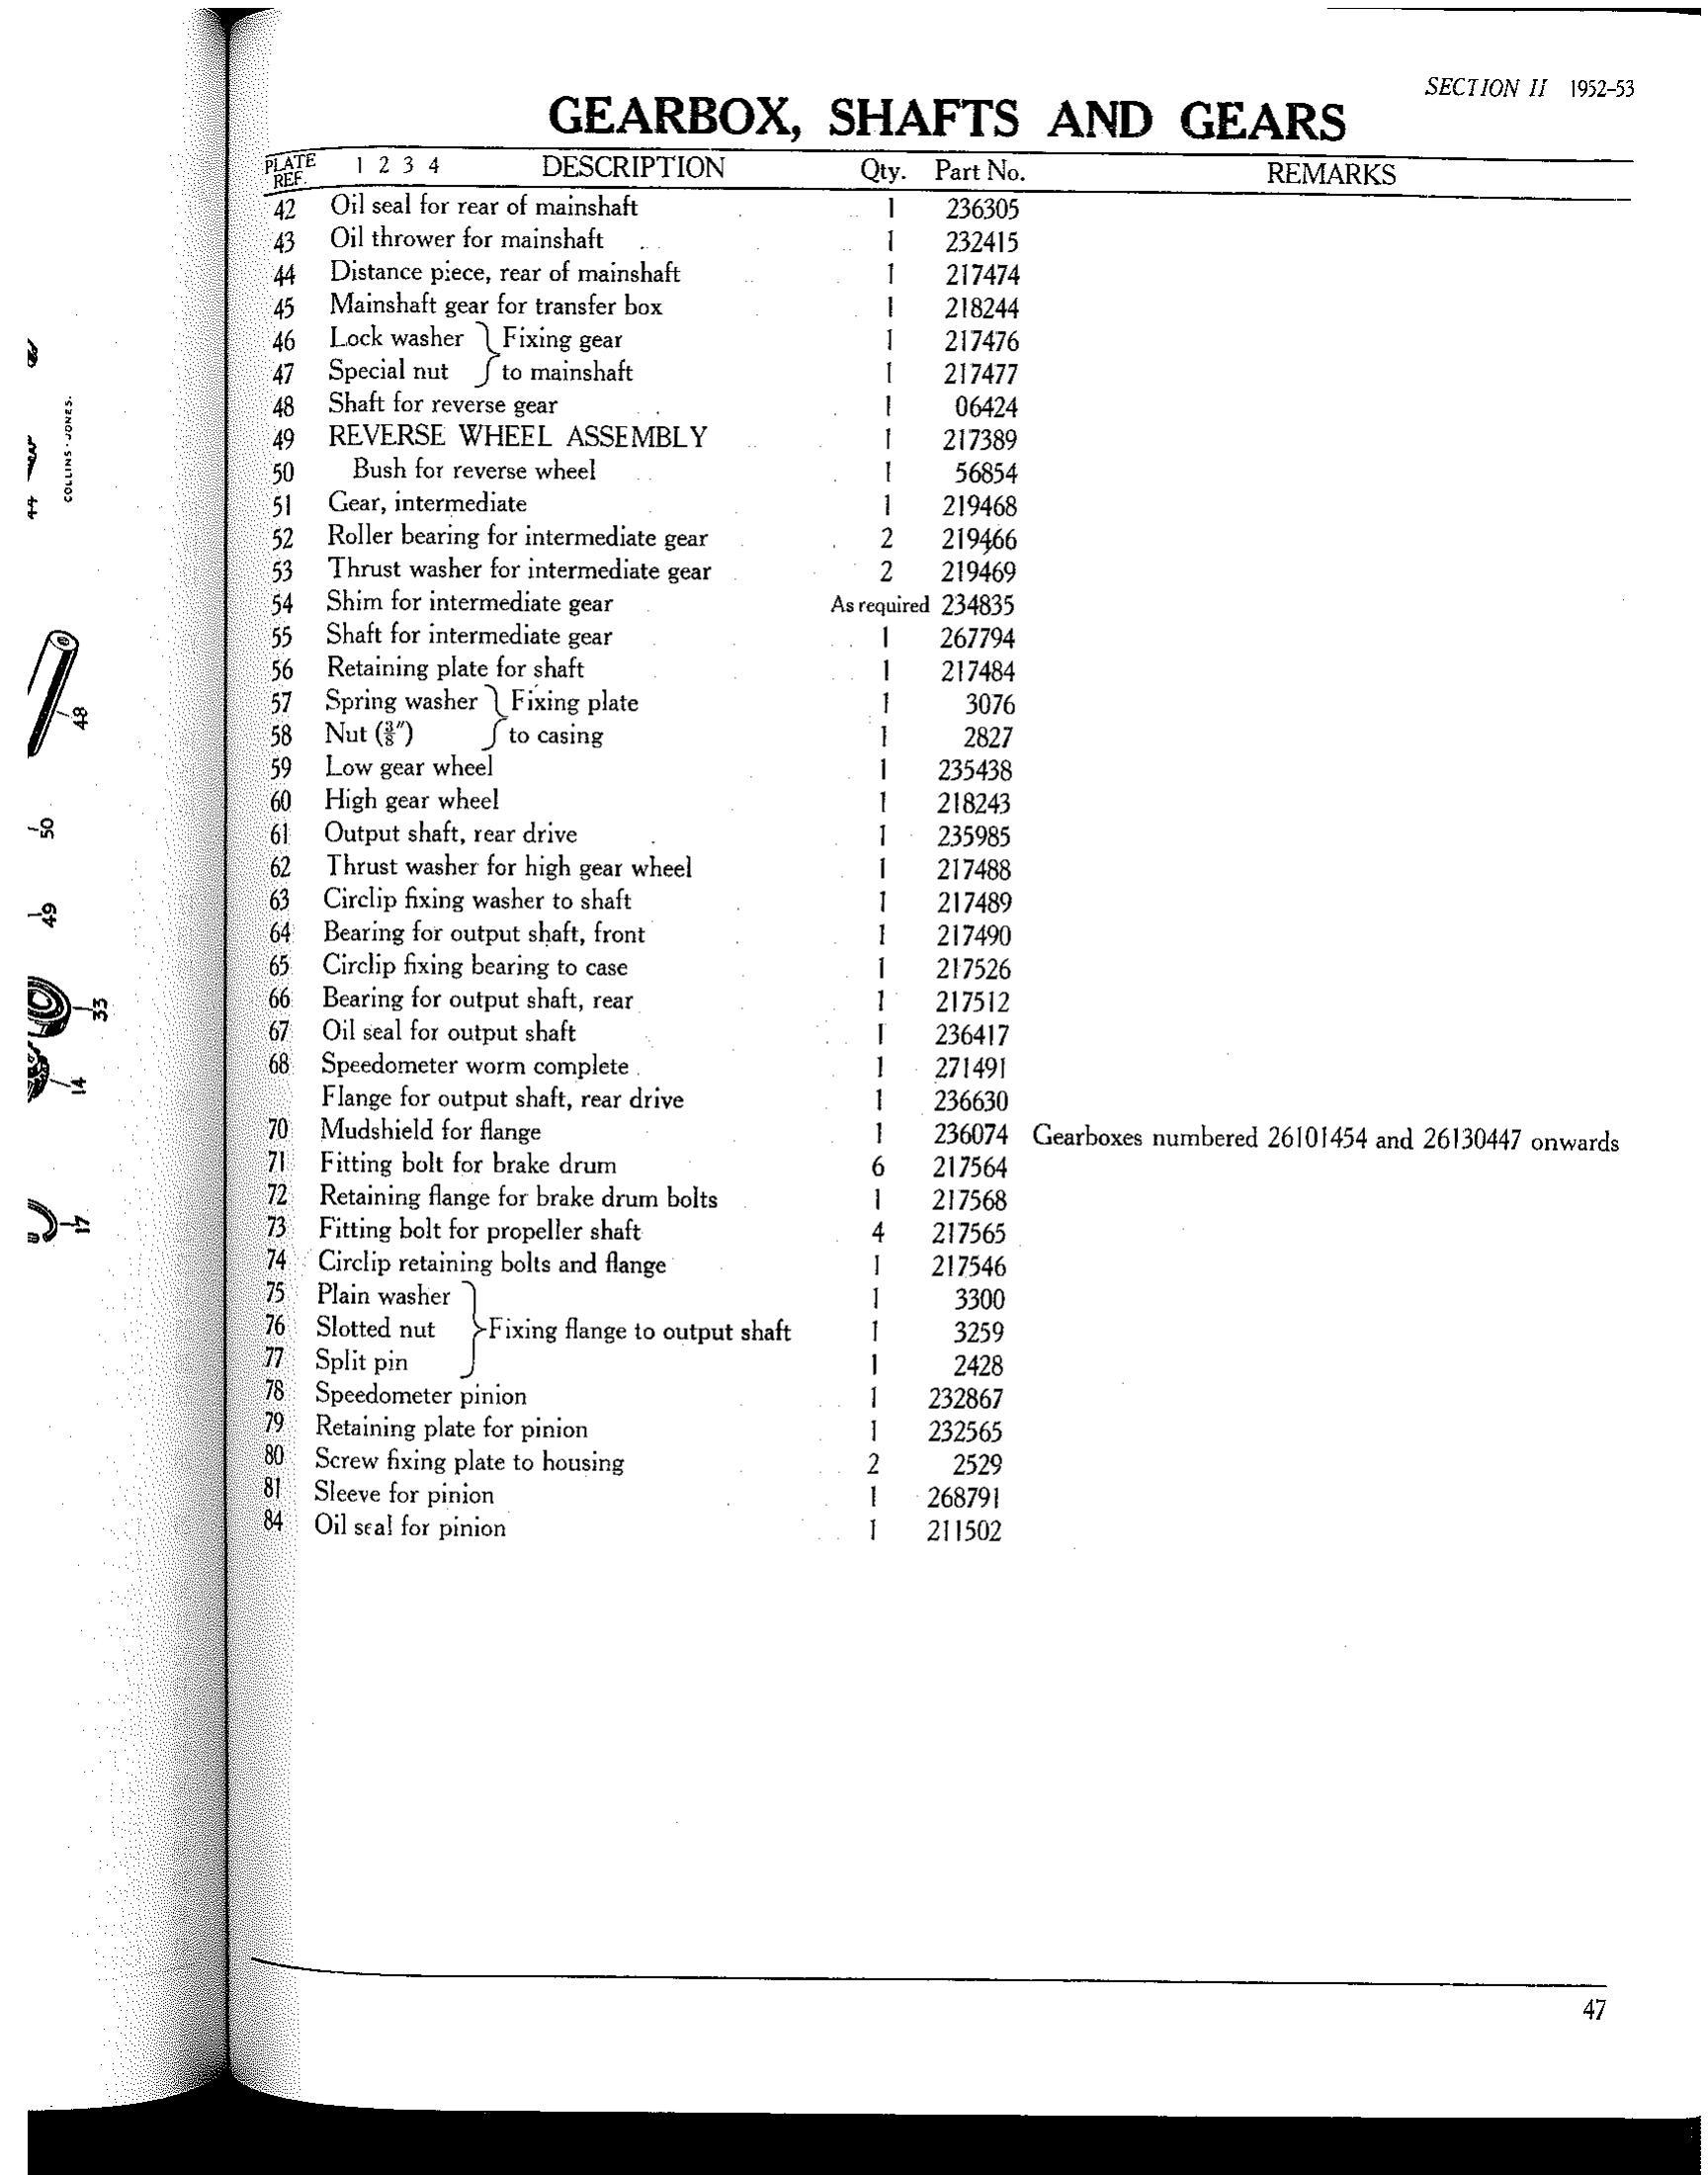 SECTION II 1952–53
GEARBOX, SHAFTS AND GEARS
PLATE REF. 1 2 3 4 DESCRIPTION Qty. Part No. REMARKS
42 Oil seal for rear of mainshaft 1 236305
43 Oil thrower for mainshaft 1 232415
44 Distance piece, rear of mainshaft 1 217474
45 Mainshaft gear for transfer box 1 218244
46 Lock washer } Fixing gear 1 217476
47 Special nut } to mainshaft 1 217477
48 Shaft for reverse gear 1 06424
49 REVERSE WHEEL ASSEMBLY 1 217389
50 Bush for reverse wheel 1 56854
51 Gear, intermediate 1 219468
52 Roller bearing for intermediate gear 2 219466
53 Thrust washer for intermediate gear 2 219469
54 Shim for intermediate gear As required 234835
55 Shaft for intermediate gear 1 267794
56 Retaining plate for shaft 1 217484
57 Spring washer } Fixing plate 1 3076
58 Nut (⅜″) } to casing 1 2827
59 Low gear wheel 1 235438
60 High gear wheel 1 218243
61 Output shaft, rear drive 1 235985
62 Thrust washer for high gear wheel 1 217488
63 Circlip fixing washer to shaft 1 217489
64 Bearing for output shaft, front 1 217490
65 Circlip fixing bearing to case 1 217526
66 Bearing for output shaft, rear 1 217512
67 Oil seal for output shaft 1 236417
68 Speedometer worm complete 1 271491
Flange for output shaft, rear drive 1 236630
70 Mudshield for flange 1 236074 Gearboxes numbered 26101454 and 26130447 onwards
71 Fitting bolt for brake drum 6 217564
72 Retaining flange for brake drum bolts 1 217568
73 Fitting bolt for propeller shaft 4 217565
74 Circlip retaining bolts and flange 1 217546
75 Plain washer 1 3300
76 Slotted nut } Fixing flange to output shaft 1 3259
77 Split pin 1 2428
78 Speedometer pinion 1 232867
79 Retaining plate for pinion 1 232565
80 Screw fixing plate to housing 2 2529
81 Sleeve for pinion 1 268791
84 Oil seal for pinion 1 211502
47
COLLINS-JONES.
44
48
50
49
33
14
17